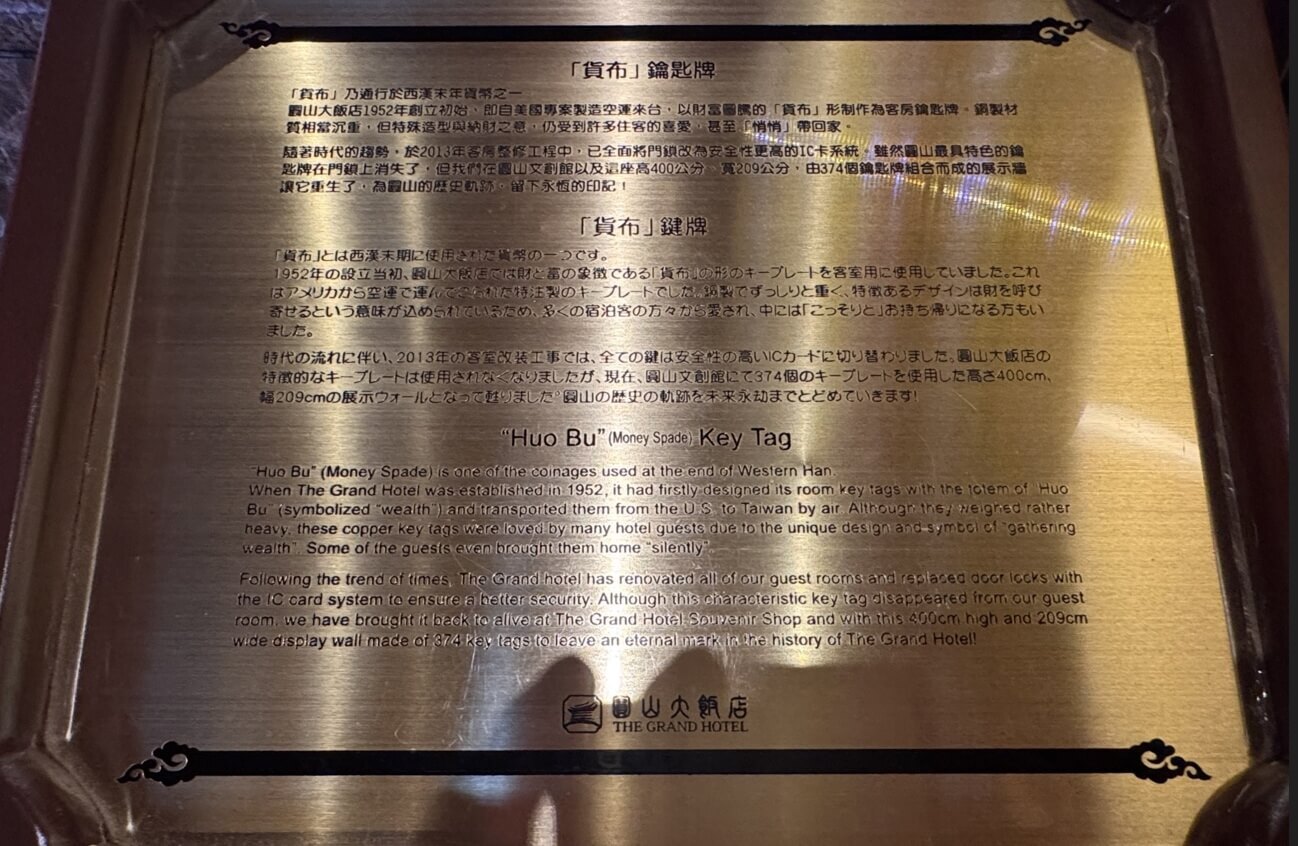 「貨布」鑰匙牌
「貨布」乃通行於西漢末年貨幣之一
圓山大飯店1952年創立初始，即自美國專案製造空運來台，以財富圖騰的「貨布」形制作為客房鑰匙牌。銅製材
質相當沉重，但特殊造型與納財之意，仍受到許多住客的喜愛，甚至「悄悄」帶回家。
隨著時代的趨勢，於2013年客房整修工程中，已全面將門鎖改為安全性更高的IC卡系統。雖然圓山最具特色的鑰
匙牌在門鎖上消失了，但我們在圓山文創館以及這座高400公分、寬209公分，由374個鑰匙牌組合而成的展示牆
讓它重生了，為圓山的歷史軌跡，留下永恆的印記！
「貨布」鍵牌
「貨布」とは西漢末期に使用された貨幣の一つです。
1952年の設立当初、圓山大飯店では財と富の象徴である「貨布」の形のキープレートを客室用に使用していました。これ
はアメリカから空運で運んでこられた特注製のキープレートでした。銅製でずっしりと重く、特徴あるデザインは財を呼び
寄せるという意味が込められているため、多くの宿泊客の方々から愛され、中には「こっそりと」お持ち帰りになる方もい
ました。
時代の流れに伴い、2013年の客室改装工事では、全ての鍵は安全性の高いICカードに切り替わりました。圓山大飯店の
特徴的なキープレートは使用されなくなりましたが、現在、圓山文創館にて374個のキープレートを使用した高さ400cm、
幅209cmの展示ウォールとなって甦りました。圓山の歴史の軌跡を未来永劫までとどめていきます!
“Huo Bu” (Money Spade) Key Tag
“Huo Bu” (Money Spade) is one of the coinages used at the end of Western Han.
When The Grand Hotel was established in 1952, it had firstly designed its room key tags with the totem of “Huo
Bu” (symbolized “wealth”) and transported them from the U.S. to Taiwan by air. Although they weighed rather
heavy, these copper key tags were loved by many hotel guests due to the unique design and symbol of “gathering
wealth”. Some of the guests even brought them home “silently”.
Following the trend of times, The Grand hotel has renovated all of our guest rooms and replaced door locks with
the IC card system to ensure a better security. Although this characteristic key tag disappeared from our guest
room, we have brought it back to alive at The Grand Hotel Souvenir Shop and with this 400cm high and 209cm
wide display wall made of 374 key tags to leave an eternal mark in the history of The Grand Hotel!
圓山大飯店
THE GRAND HOTEL